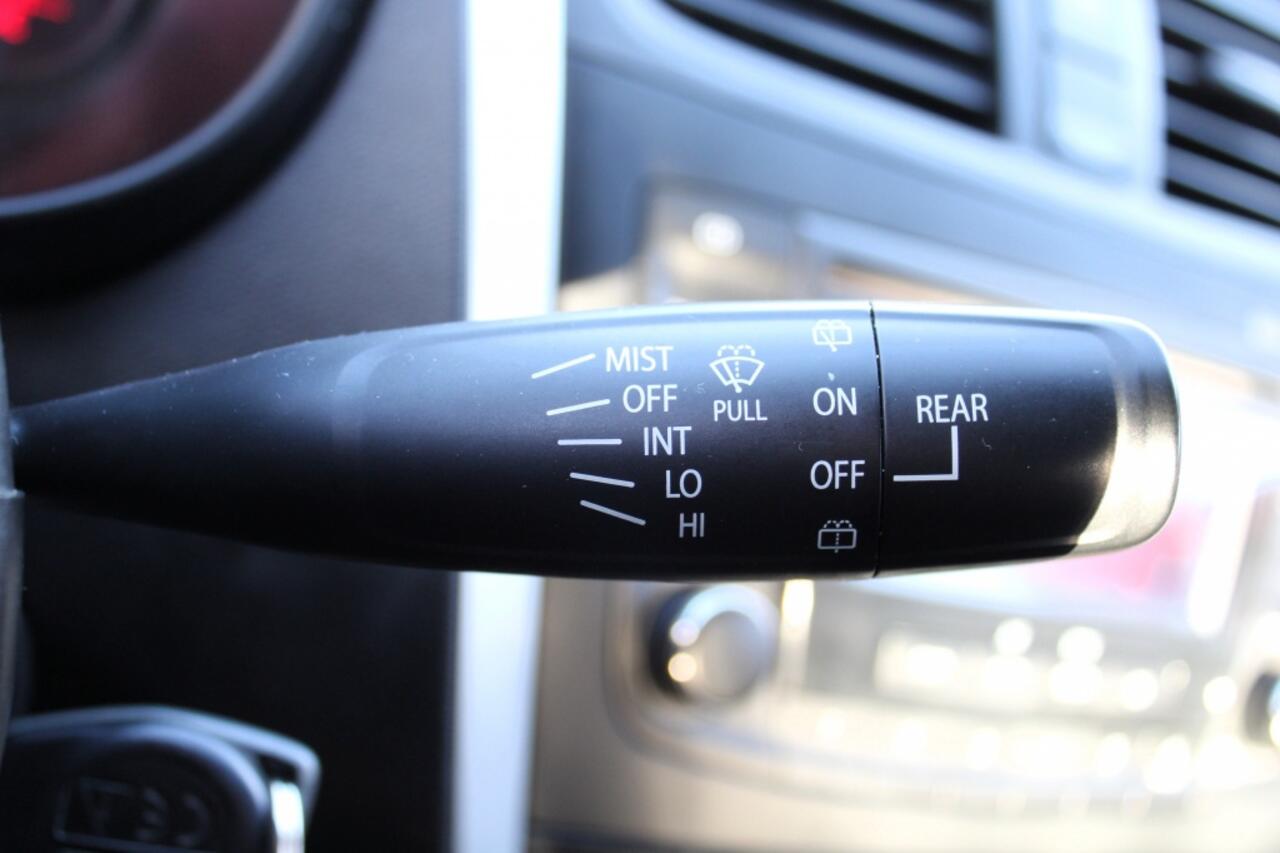 MIST
OFF
INT
LO
HI
PULL
ON
OFF
REAR